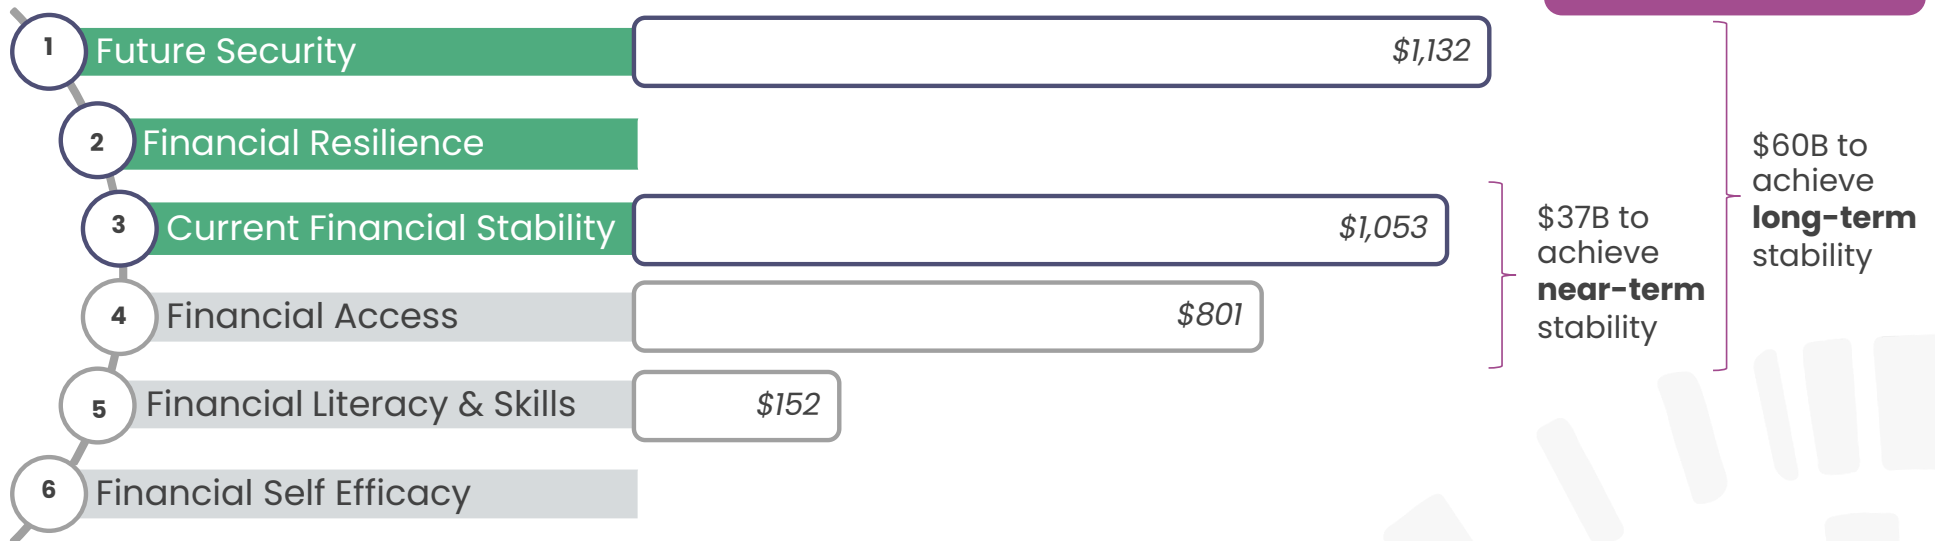 1
Future Security
$1,132
2
Financial Resilience
3
Current Financial Stability
$1,053
4
Financial Access
$801
5
Financial Literacy & Skills
$152
6
Financial Self Efficacy
$37B to
achieve
near-term
stability
$60B to
achieve
long-term
stability